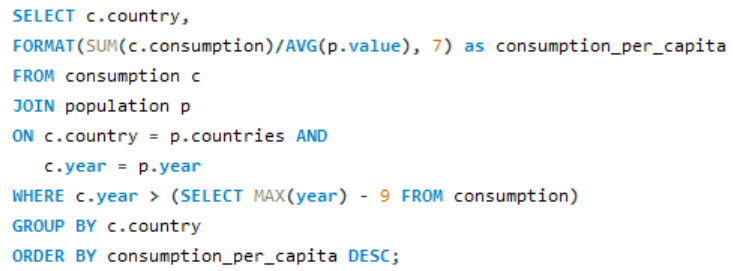 SELECT c.country,
FORMAT(SUM(c.consumption)/AVG(p.value), 7) as consumption_per_capita
FROM consumption c
JOIN population p
ON c.country = p.countries AND
   c.year = p.year
WHERE c.year > (SELECT MAX(year) - 9 FROM consumption)
GROUP BY c.country
ORDER BY consumption_per_capita DESC;